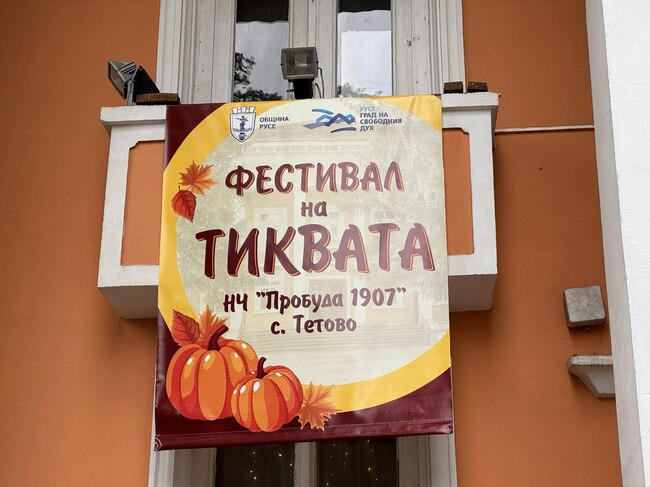 ОБЩИНА
РУСЕ
РУСЕ
ГРАД НА
СВОБОДНИЯ
ДУХ
ФЕСТИВАЛ
на
ТИКВАТА
НЧ "Пробуда 1907"
с. Тетово